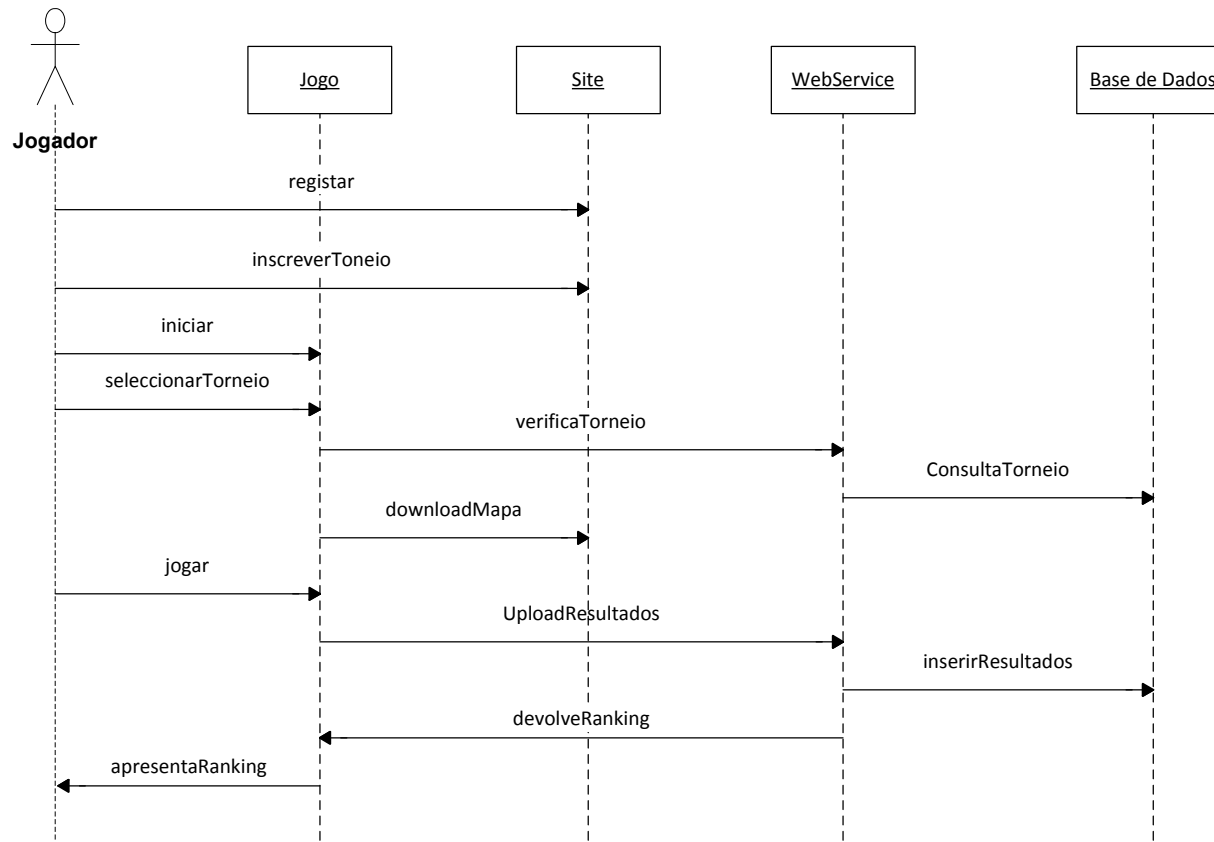 Jogador
Jogo
Site
WebService
Base de Dados
registar
inscreverToneio
iniciar
seleccionarTorneio
verificaTorneio
ConsultaTorneio
downloadMapa
jogar
UploadResultados
inserirResultados
devolveRanking
apresentaRanking